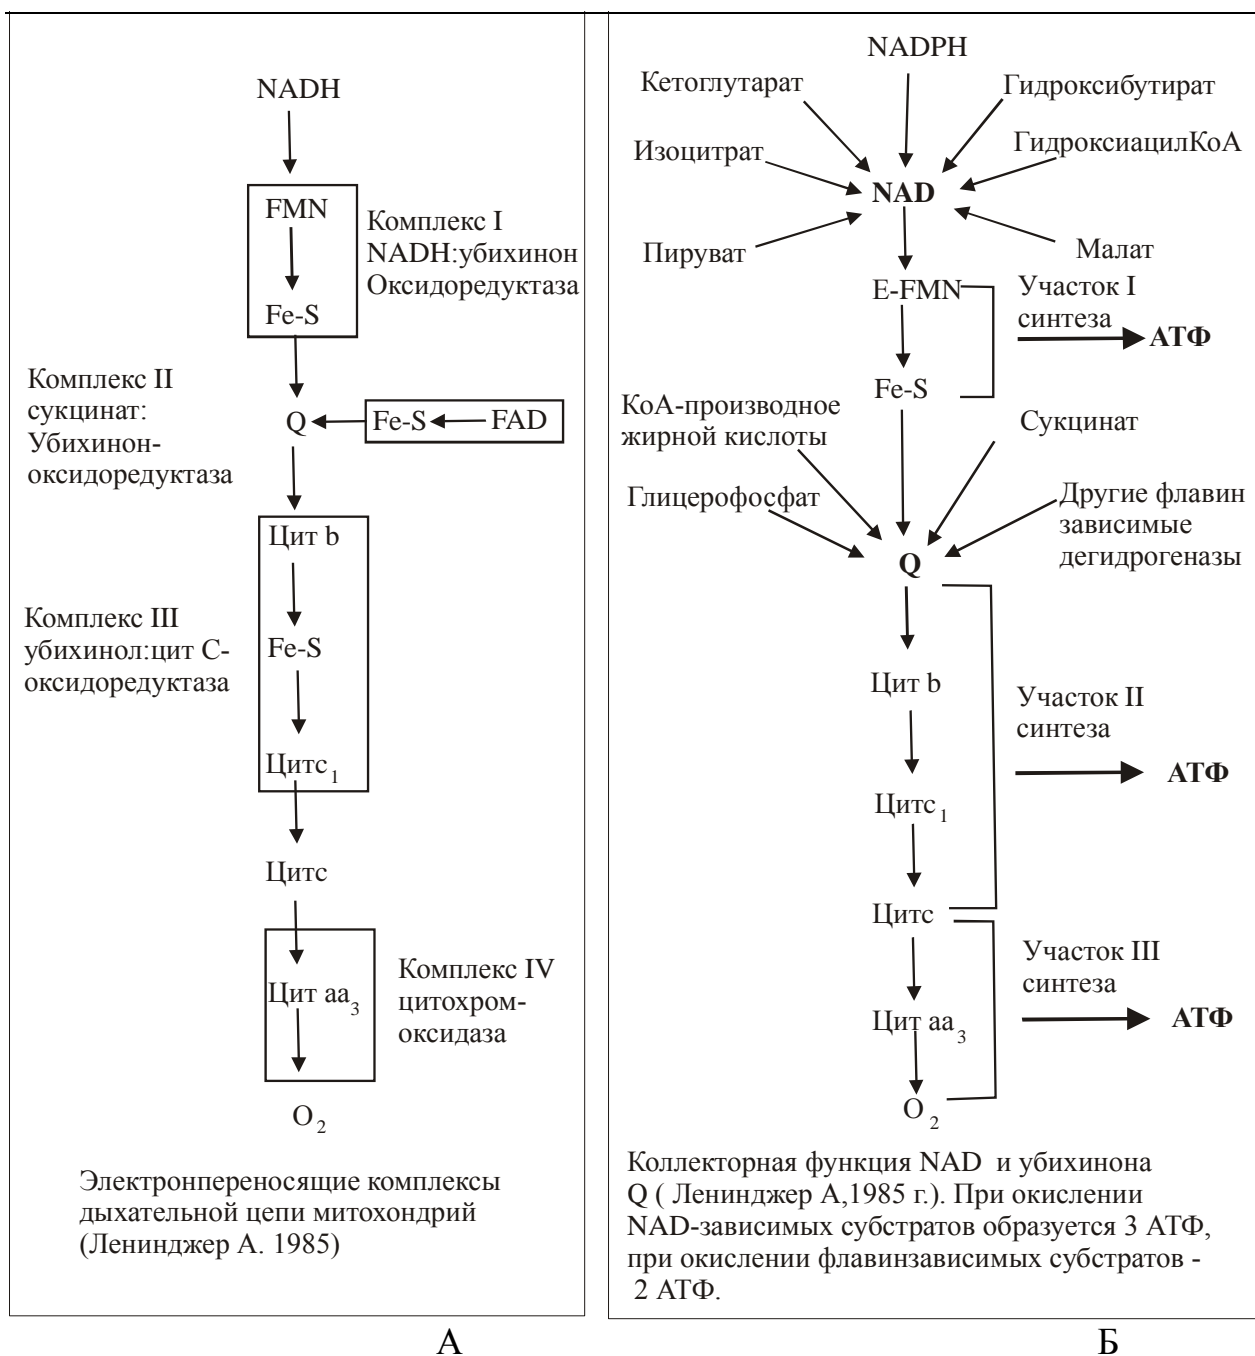 NADH
FMN
Комплекс I
NADH:убихинон
Оксидоредуктаза
Fe-S
Комплекс II
сукцинат:
Убихинон-
оксидоредуктаза
Q
Fe-S
FAD
Цит b
Комплекс III
убихинол:цит С-
оксидоредуктаза
Fe-S
Цитс1
Цитс
Комплекс IV
цитохром-
оксидаза
Цит аа3
O2
Электронпереносящие комплексы
дыхательной цепи митохондрий
(Ленинджер А. 1985)
А
NADPH
Кетоглутарат
Гидроксибутират
Изоцитрат
ГидроксиацилКоА
NAD
Пируват
Малат
E-FMN
Участок I
синтеза
АТФ
Fe-S
КоА-производное
жирной кислоты
Сукцинат
Глицерофосфат
Другие флавин
зависимые
дегидрогеназы
Q
Цит b
Участок II
синтеза
АТФ
Цитс1
Цитс
Участок III
синтеза
АТФ
Цит аа3
O2
Коллекторная функция NAD и убихинона
Q ( Ленинджер А,1985 г.). При окислении
NAD-зависимых субстратов образуется 3 АТФ,
при окислении флавинзависимых субстратов -
2 АТФ.
Б